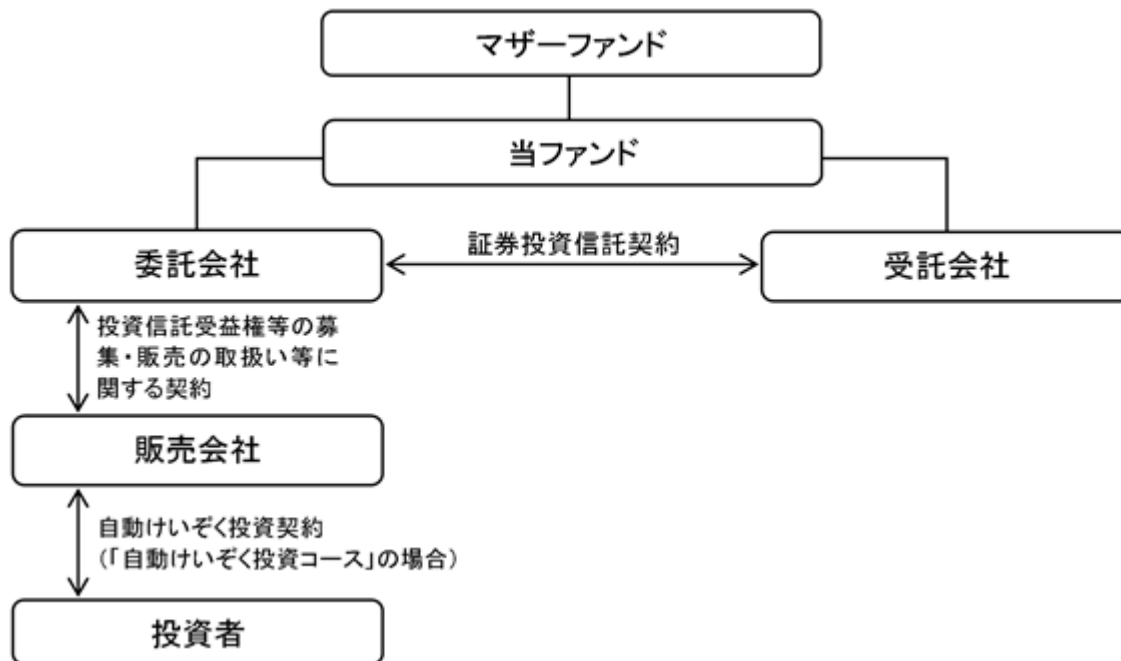 マザーファンド
当ファンド
委託会社
証券投資信託契約
受託会社
投資信託受益権等の募
集・販売の取扱い等に
関する契約
販売会社
自動けいぞく投資契約
(「自動けいぞく投資コース」の場合)
投資者